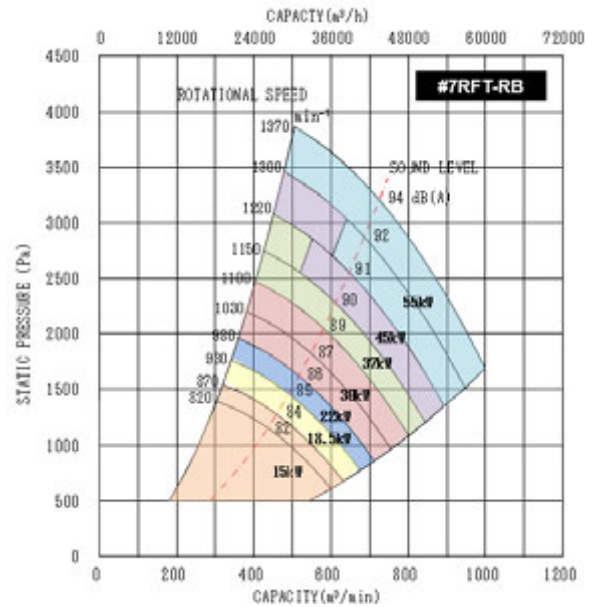 CAPACTY(m³/h)
0 12000 24000 36000 48000 60000 72000
4500
4000
3500
3000
2500
2000
1500
1000
500
0
STATIC PRESSURE (Pa)
#7RFT-RB
ROTATIONAL SPEED
min⁻¹
1370
1300
1220
1150
1100
1030
980
930
870
820
SOUND LEVEL
94 dB(A)
92
91
90
89
87
86
85
84
82
55kW
45kW
37kW
30kW
22kW
18.5kW
15kW
0 200 400 600 800 1000 1200
CAPACITY(m³/min)